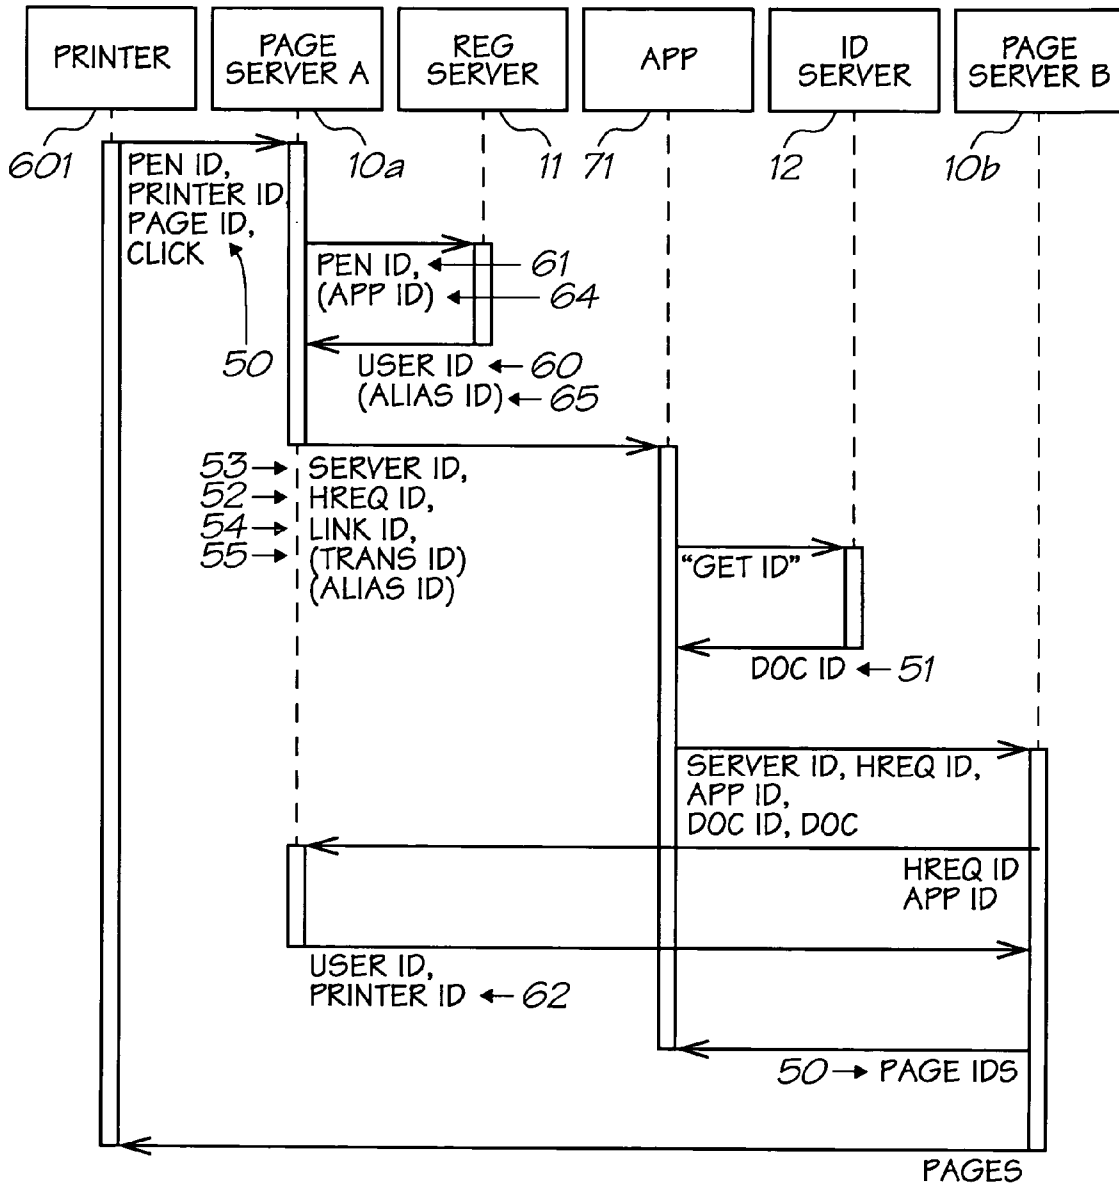 PRINTER
PAGE
SERVER A
REG
SERVER
APP
ID
SERVER
PAGE
SERVER B
601
10a
11
71
12
10b
PEN ID,
PRINTER ID,
PAGE ID,
CLICK
50
PEN ID,
61
(APP ID)
64
USER ID
60
(ALIAS ID)
65
53
SERVER ID,
52
HREQ ID,
54
LINK ID,
55
(TRANS ID)
(ALIAS ID)
“GET ID”
DOC ID
51
SERVER ID, HREQ ID,
APP ID,
DOC ID, DOC
HREQ ID
APP ID
USER ID,
PRINTER ID
62
50
PAGE IDS
PAGES